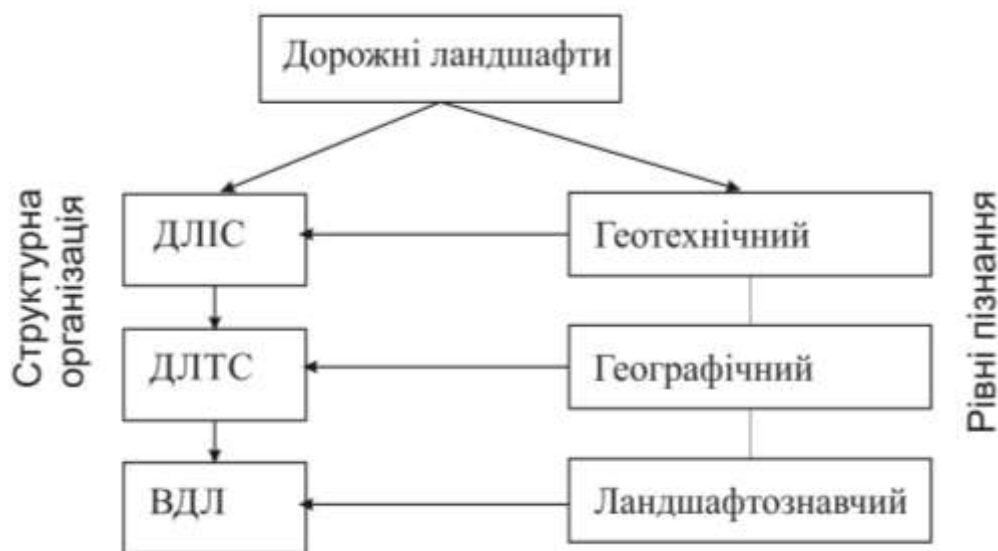 Дорожні ландшафти
Структурна
організація
ДЛІС
Геотехнічний
ДЛТС
Географічний
ВДЛ
Ландшафтознавчий
Рівні пізнання